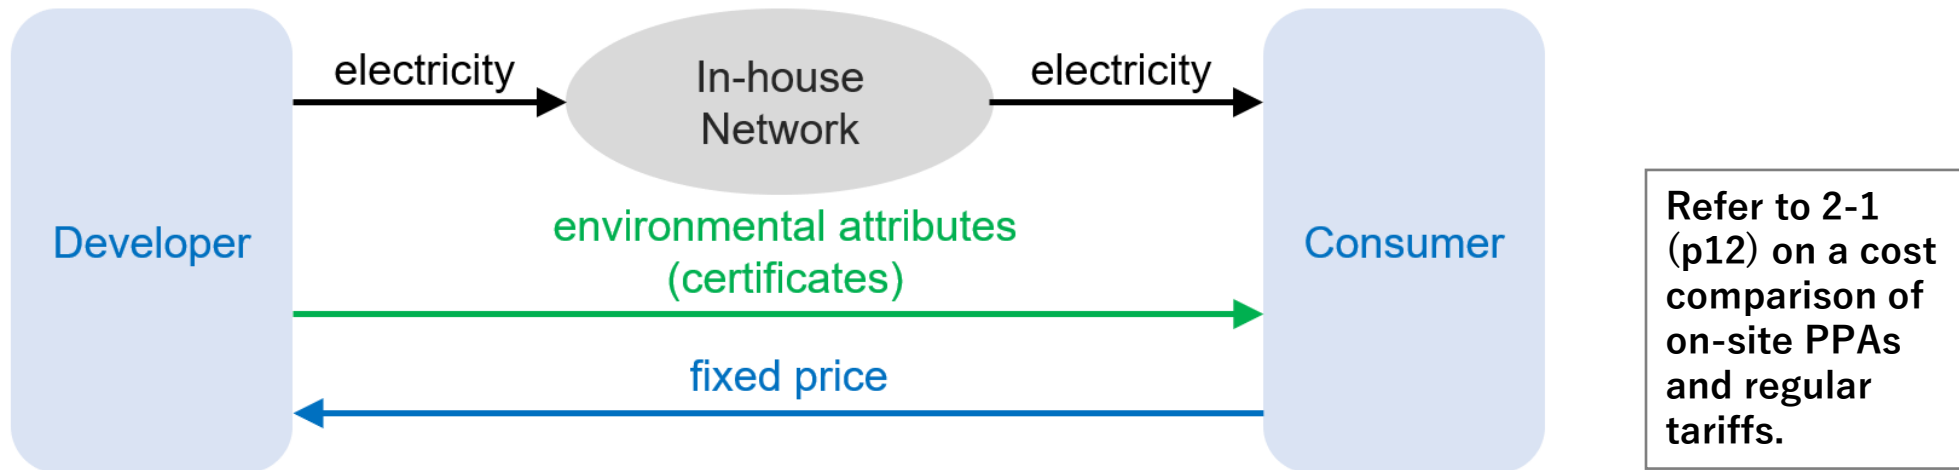 electricity
In-house
Network
electricity
Developer
environmental attributes
(certificates)
Consumer
fixed price
Refer to 2-1
(p12) on a cost
comparison of
on-site PPAs
and regular
tariffs.